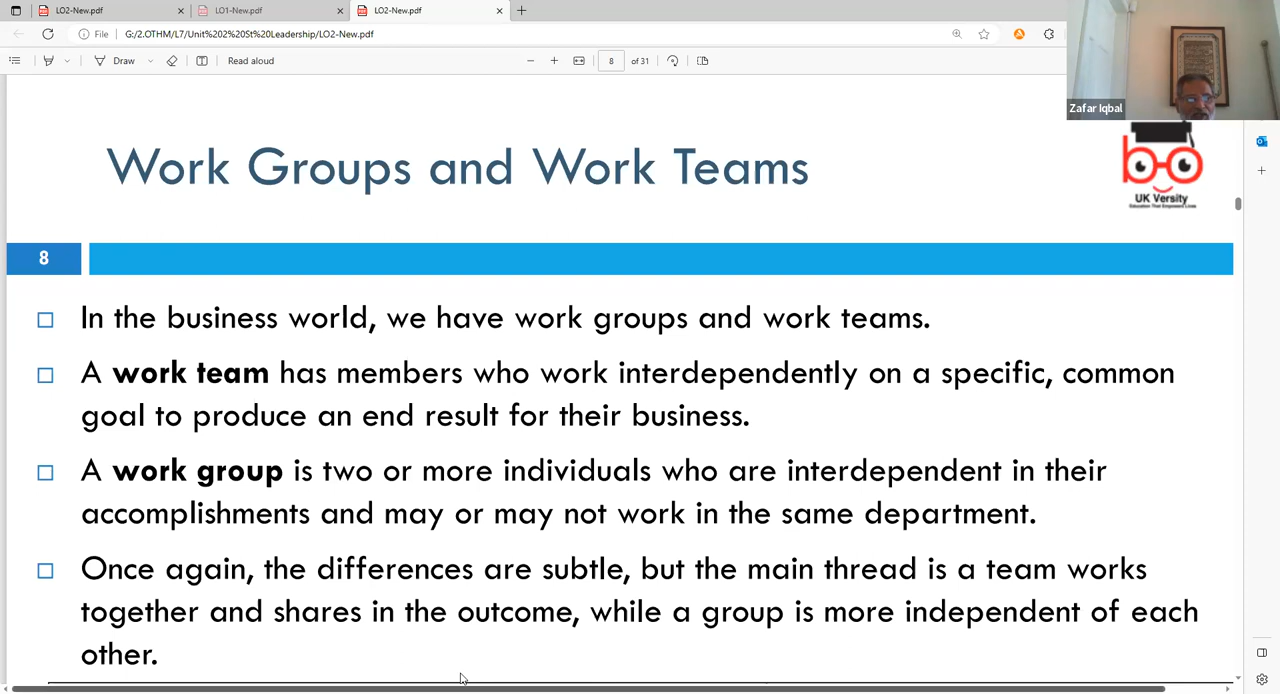 LO2-New.pdf
LO1-New.pdf
LO2-New.pdf
File
G:/2.OTHM/L7/Unit%202%20St%20Leadership/LO2-New.pdf
Draw
Read aloud
8
of 31
Zafar Iqbal
Work Groups and Work Teams
UK Versity
Education That Empowers Lives
8
In the business world, we have work groups and work teams.
A work team has members who work interdependently on a specific, common
goal to produce an end result for their business.
A work group is two or more individuals who are interdependent in their
accomplishments and may or may not work in the same department.
Once again, the differences are subtle, but the main thread is a team works
together and shares in the outcome, while a group is more independent of each
other.